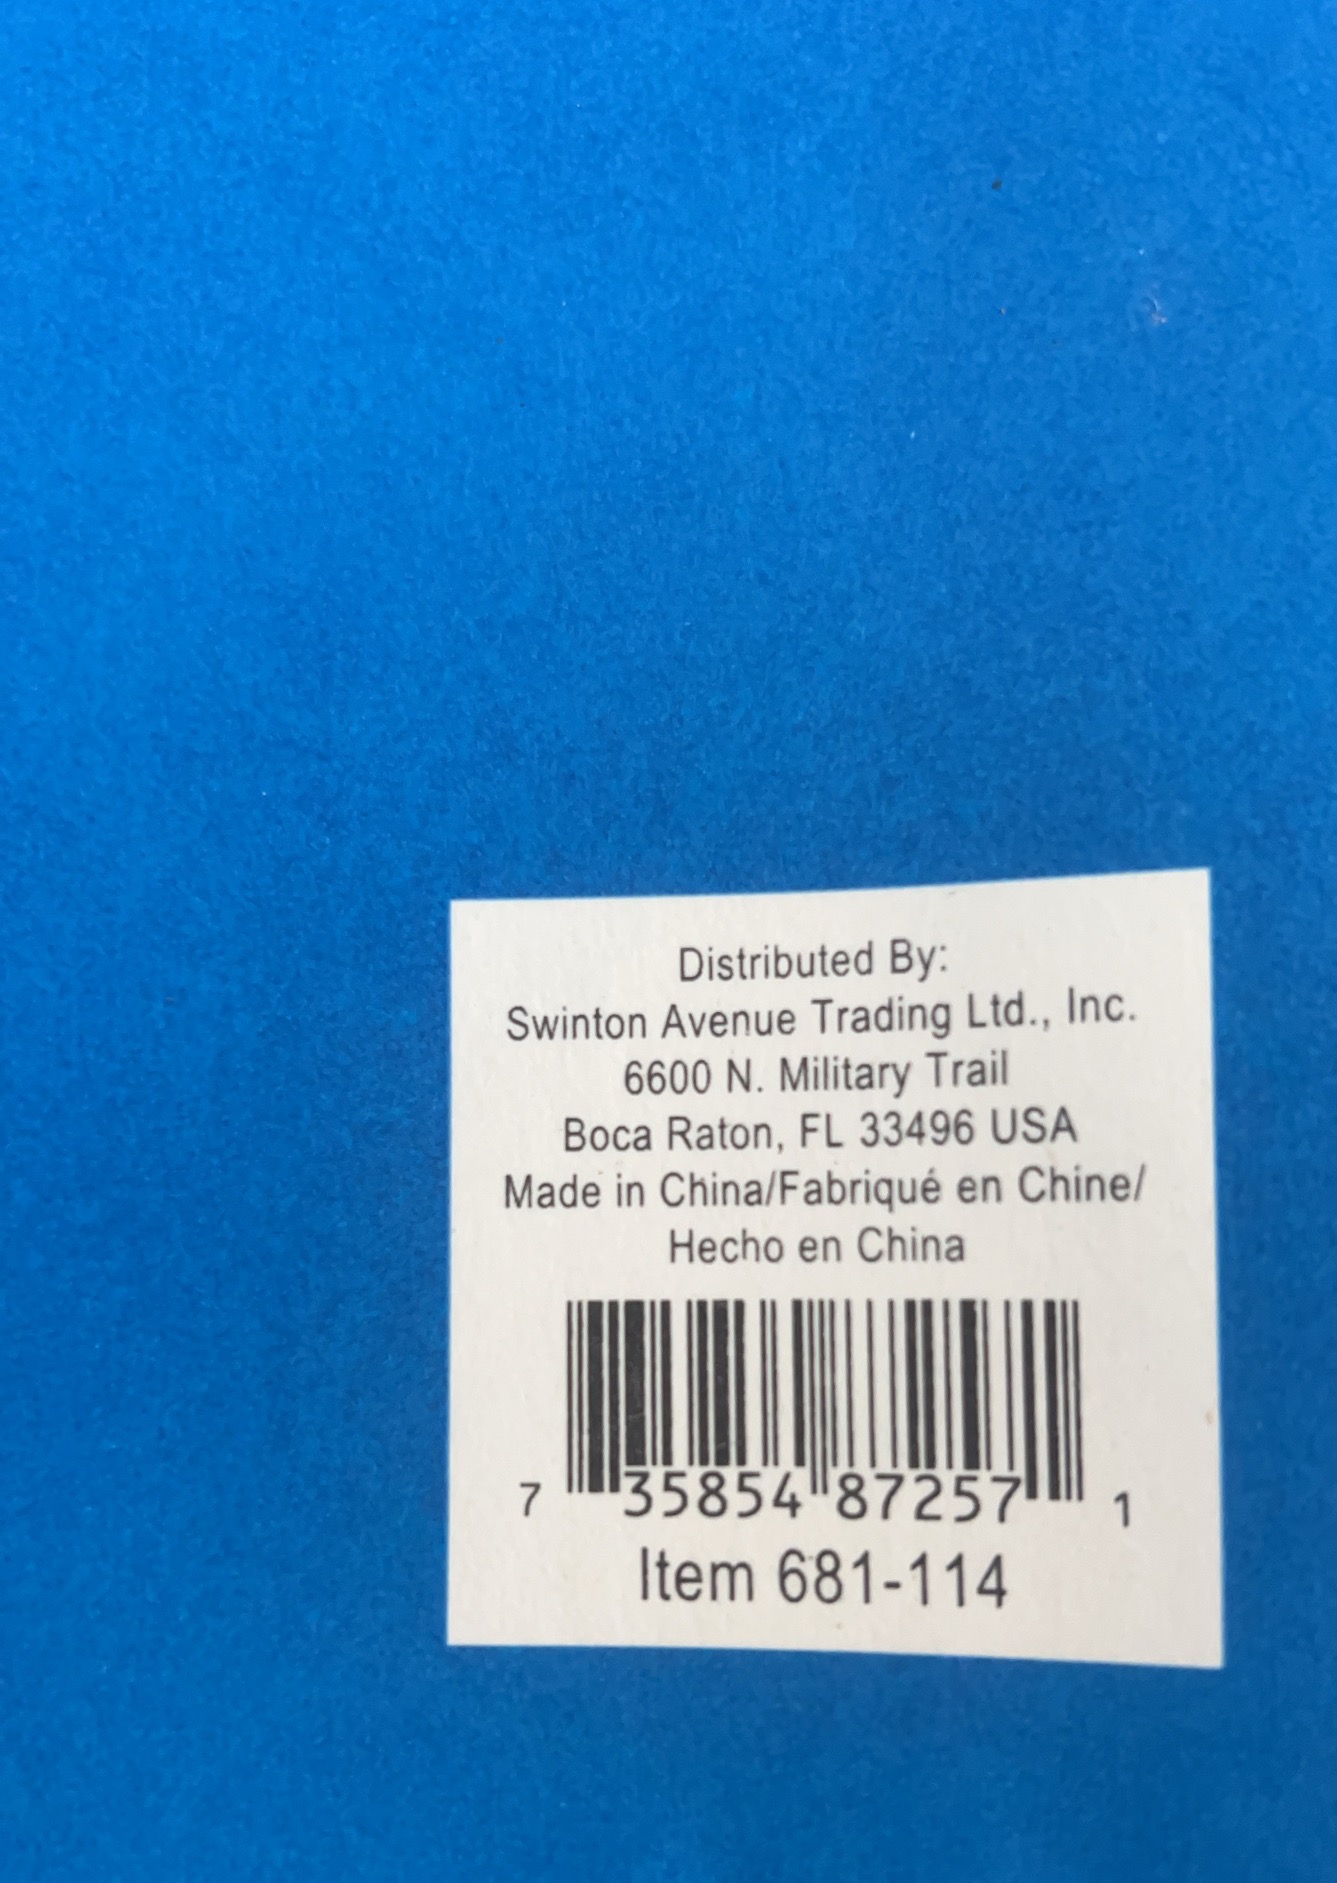 Distributed By:
Swinton Avenue Trading Ltd., Inc.
6600 N. Military Trail
Boca Raton, FL 33496 USA
Made in China/Fabriqué en Chine/
Hecho en China
7 35854 87257 1
Item 681-114